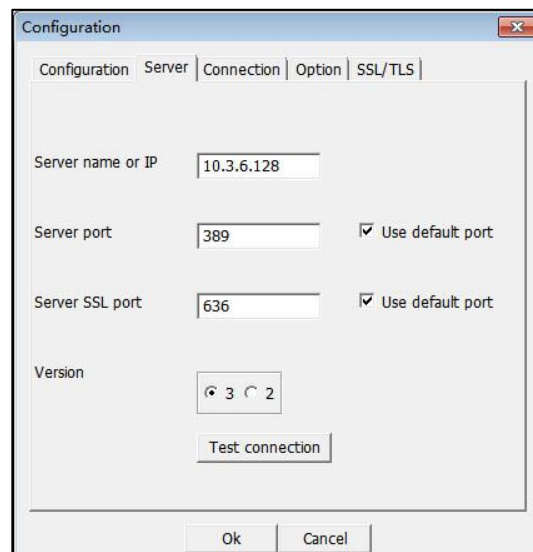 Configuration
Configuration Server Connection Option SSL/TLS
Server name or IP 10.3.6.128
Server port 389 Use default port
Server SSL port 636 Use default port
Version
3 2
Test connection
Ok Cancel